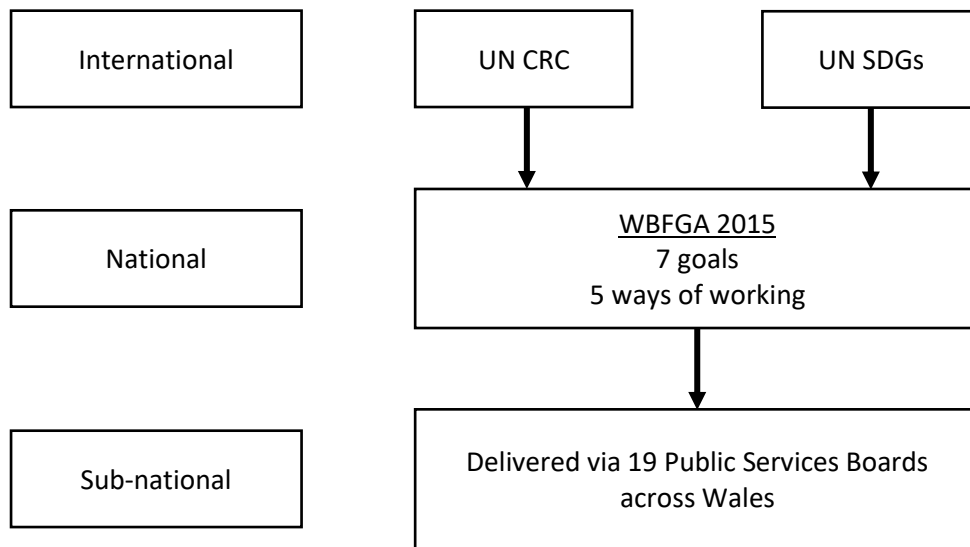 International
UN CRC
UN SDGs
National
WBFGA 2015
7 goals
5 ways of working
Sub-national
Delivered via 19 Public Services Boards
across Wales